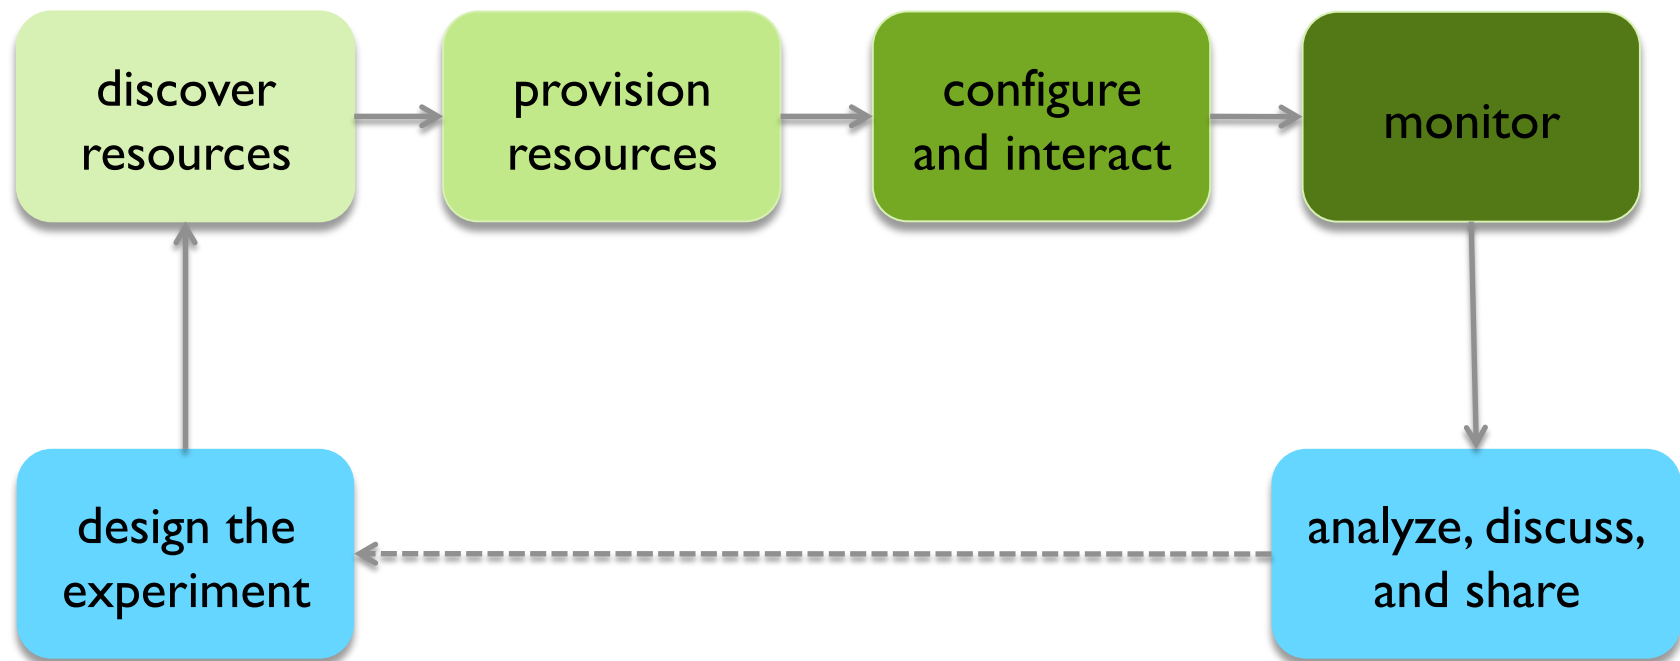 discover
resources
provision
resources
configure
and interact
monitor
design the
experiment
analyze, discuss,
and share